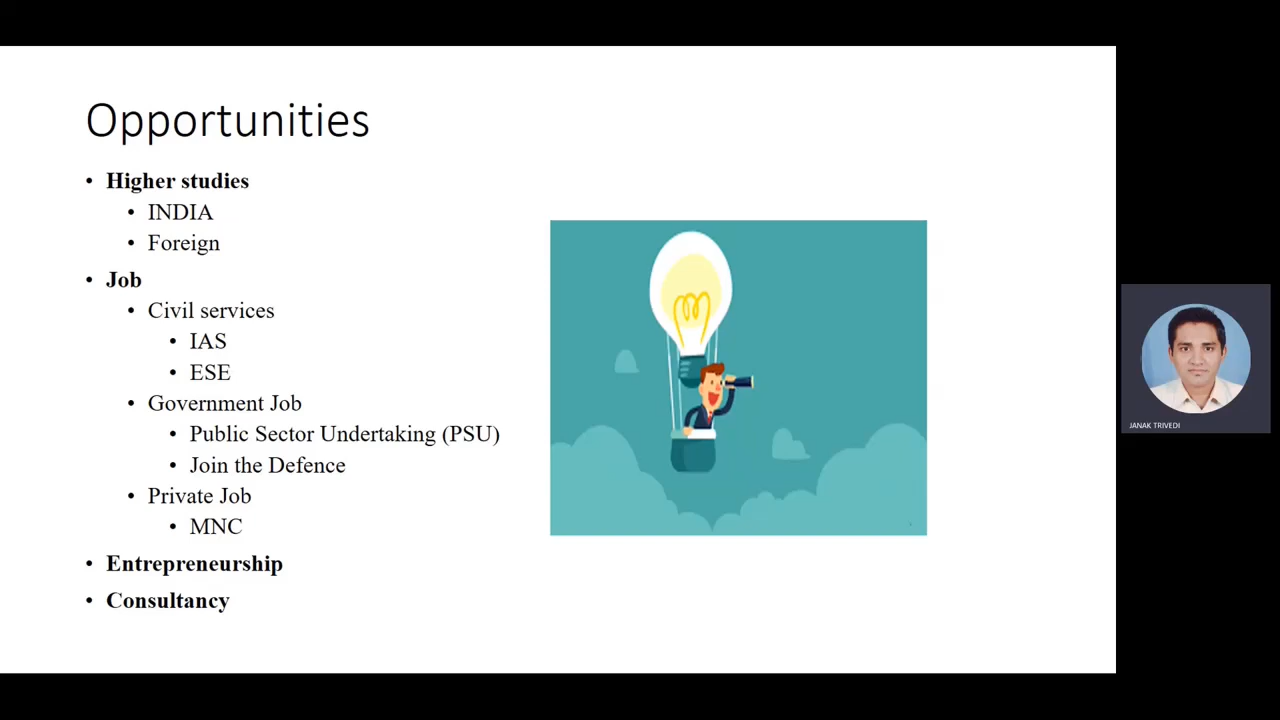 Opportunities
• Higher studies
• INDIA
• Foreign
• Job
• Civil services
• IAS
• ESE
• Government Job
• Public Sector Undertaking (PSU)
• Join the Defence
• Private Job
• MNC
• Entrepreneurship
• Consultancy
JANAK TRIVEDI